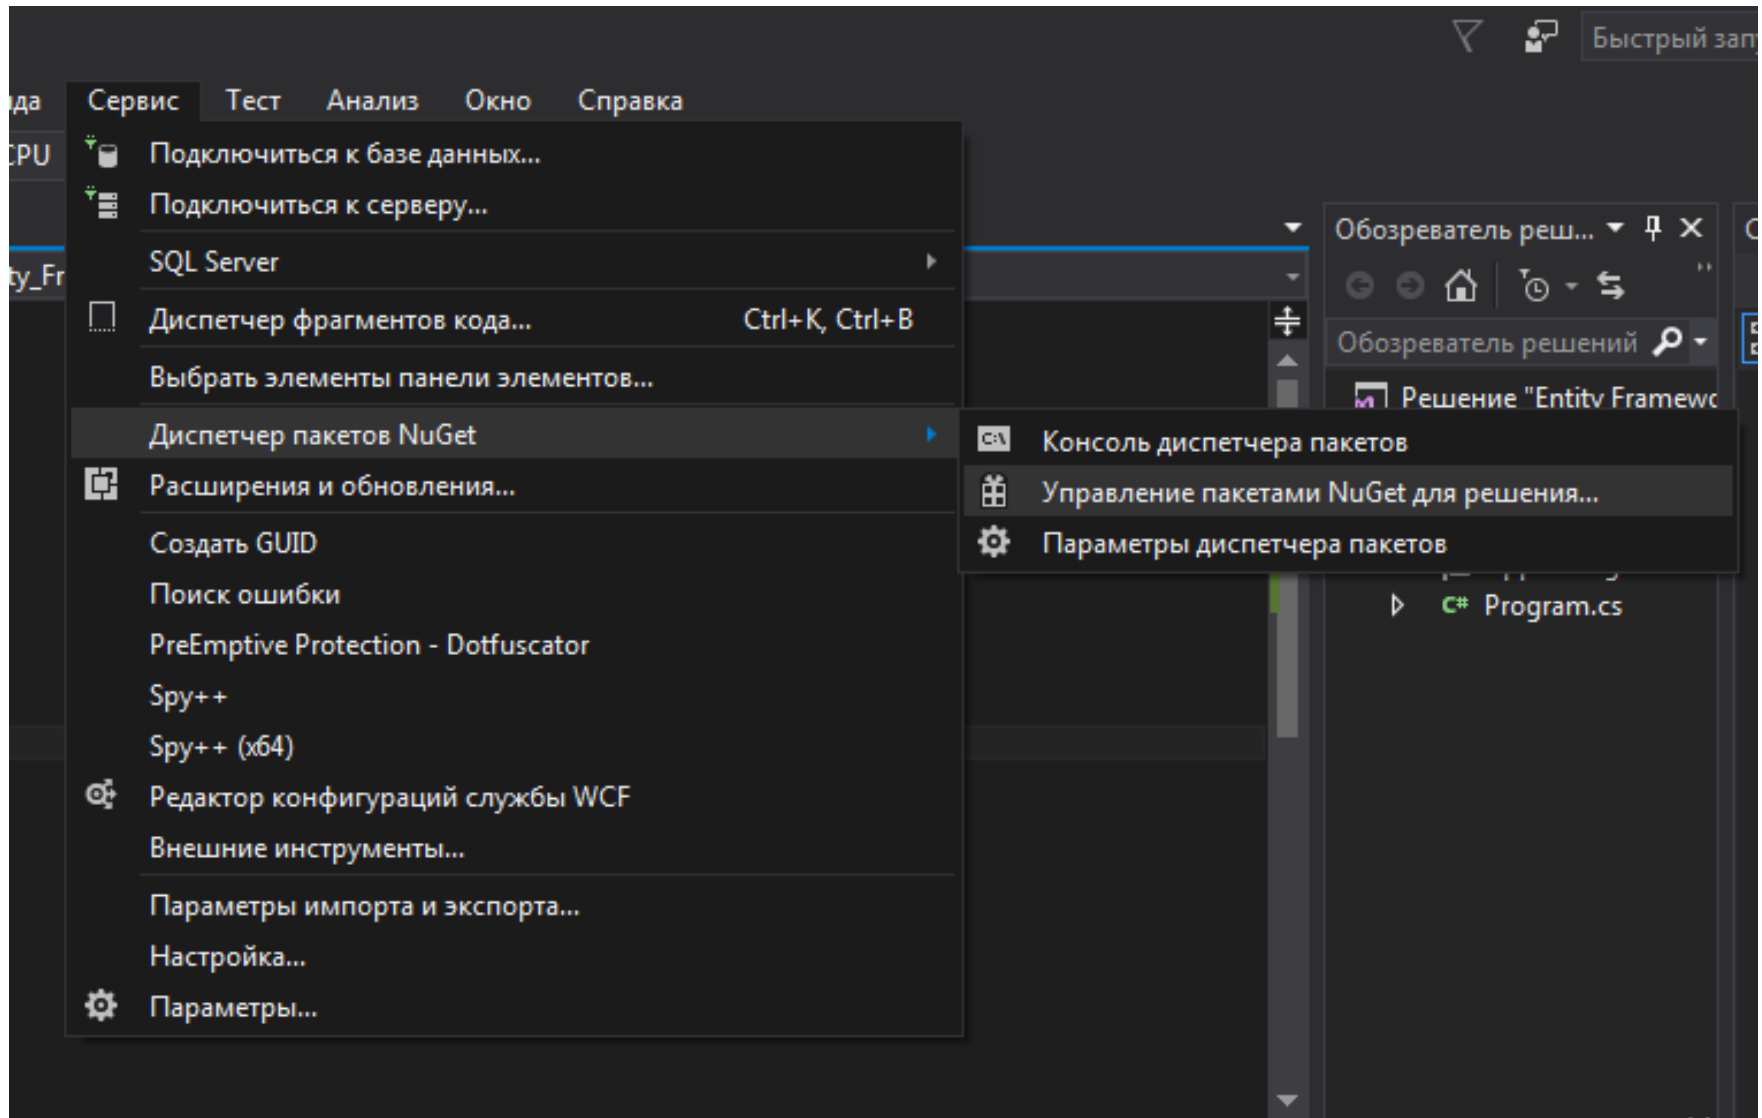 Быстрый
Сервис Тест Анализ Окно Справка
CPU
Подключиться к базе данных...
Подключиться к серверу...
Обозреватель реш...
SQL Server
Диспетчер фрагментов кода... Ctrl+K, Ctrl+B
Обозреватель решений
Выбрать элементы панели элементов...
Решение "Entity
Диспетчер пакетов NuGet
Консоль диспетчера пакетов
Расширения и обновления...
Управление пакетами NuGet для решения...
Создать GUID
Параметры диспетчера пакетов
Поиск ошибки
C# Program.cs
PreEmptive Protection - Dotfuscator
Spy++
Spy++ (x64)
Редактор конфигураций службы WCF
Внешние инструменты...
Параметры импорта и экспорта...
Настройка...
Параметры...